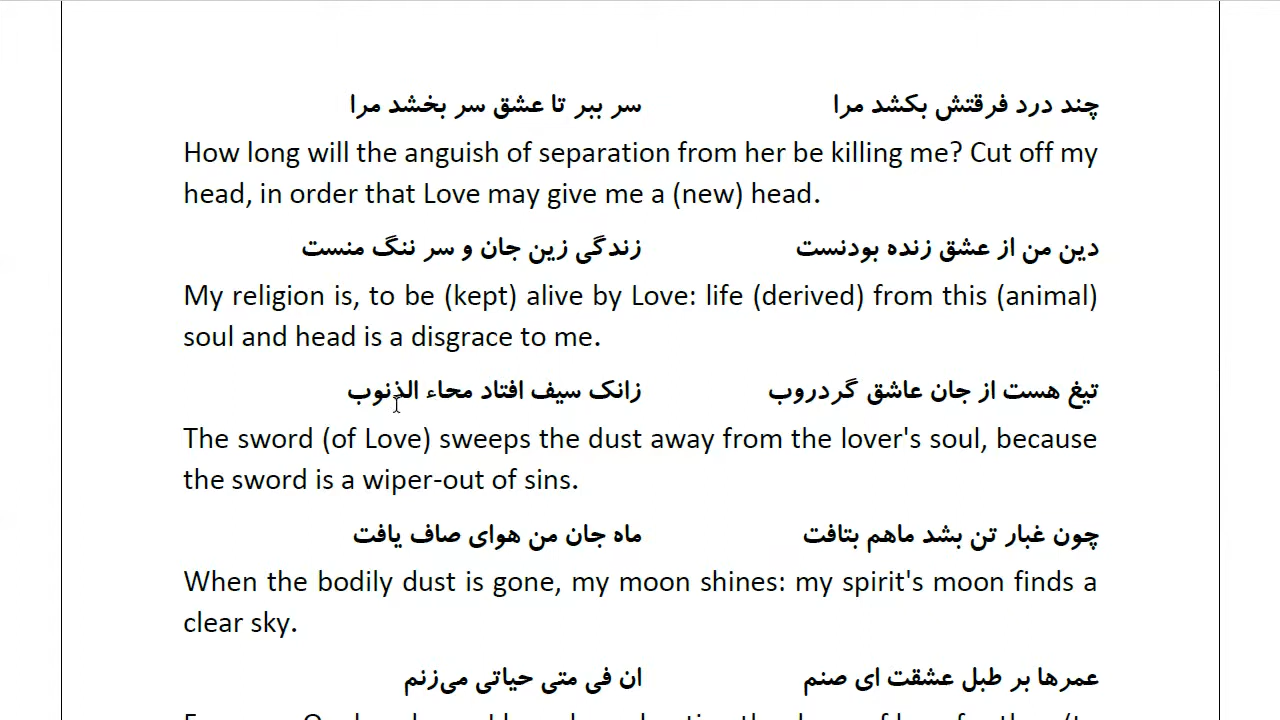 چند درد فرقتش بکشد مرا سر ببر تا عشق سر بخشد مرا
How long will the anguish of separation from her be killing me? Cut off my
head, in order that Love may give me a (new) head.
دین من از عشق زنده بودنست زندگی زین جان و سر ننگ منست
My religion is, to be (kept) alive by Love: life (derived) from this (animal)
soul and head is a disgrace to me.
تیغ هست از جان عاشق گردروب زانک سیف افتاد محاء الذنوب
The sword (of Love) sweeps the dust away from the lover's soul, because
the sword is a wiper-out of sins.
چون غبار تن بشد ماهم بتافت ماه جان من هوای صاف یافت
When the bodily dust is gone, my moon shines: my spirit's moon finds a
clear sky.
عمرها بر طبل عشقت ای صنم ان فی متی حیاتی می‌زنم